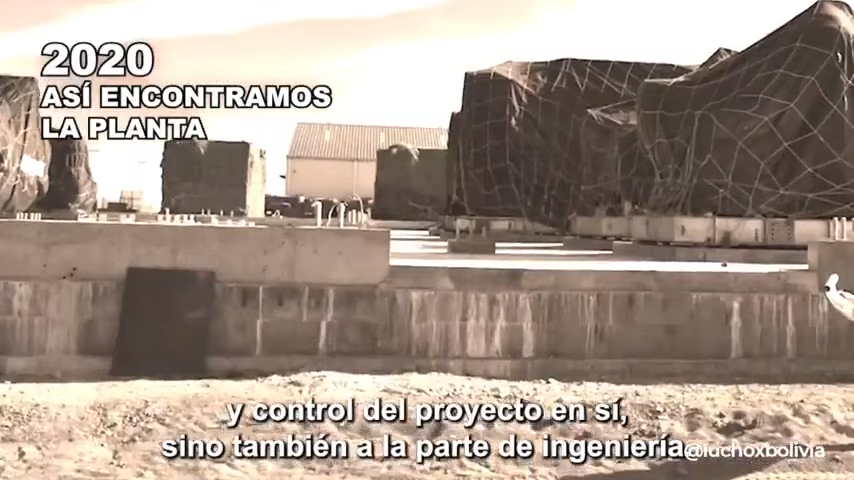 2020
ASÍ ENCONTRAMOS
LA PLANTA
y control del proyecto en sí,
sino también a la parte de ingeniería
@luchoxbolivia